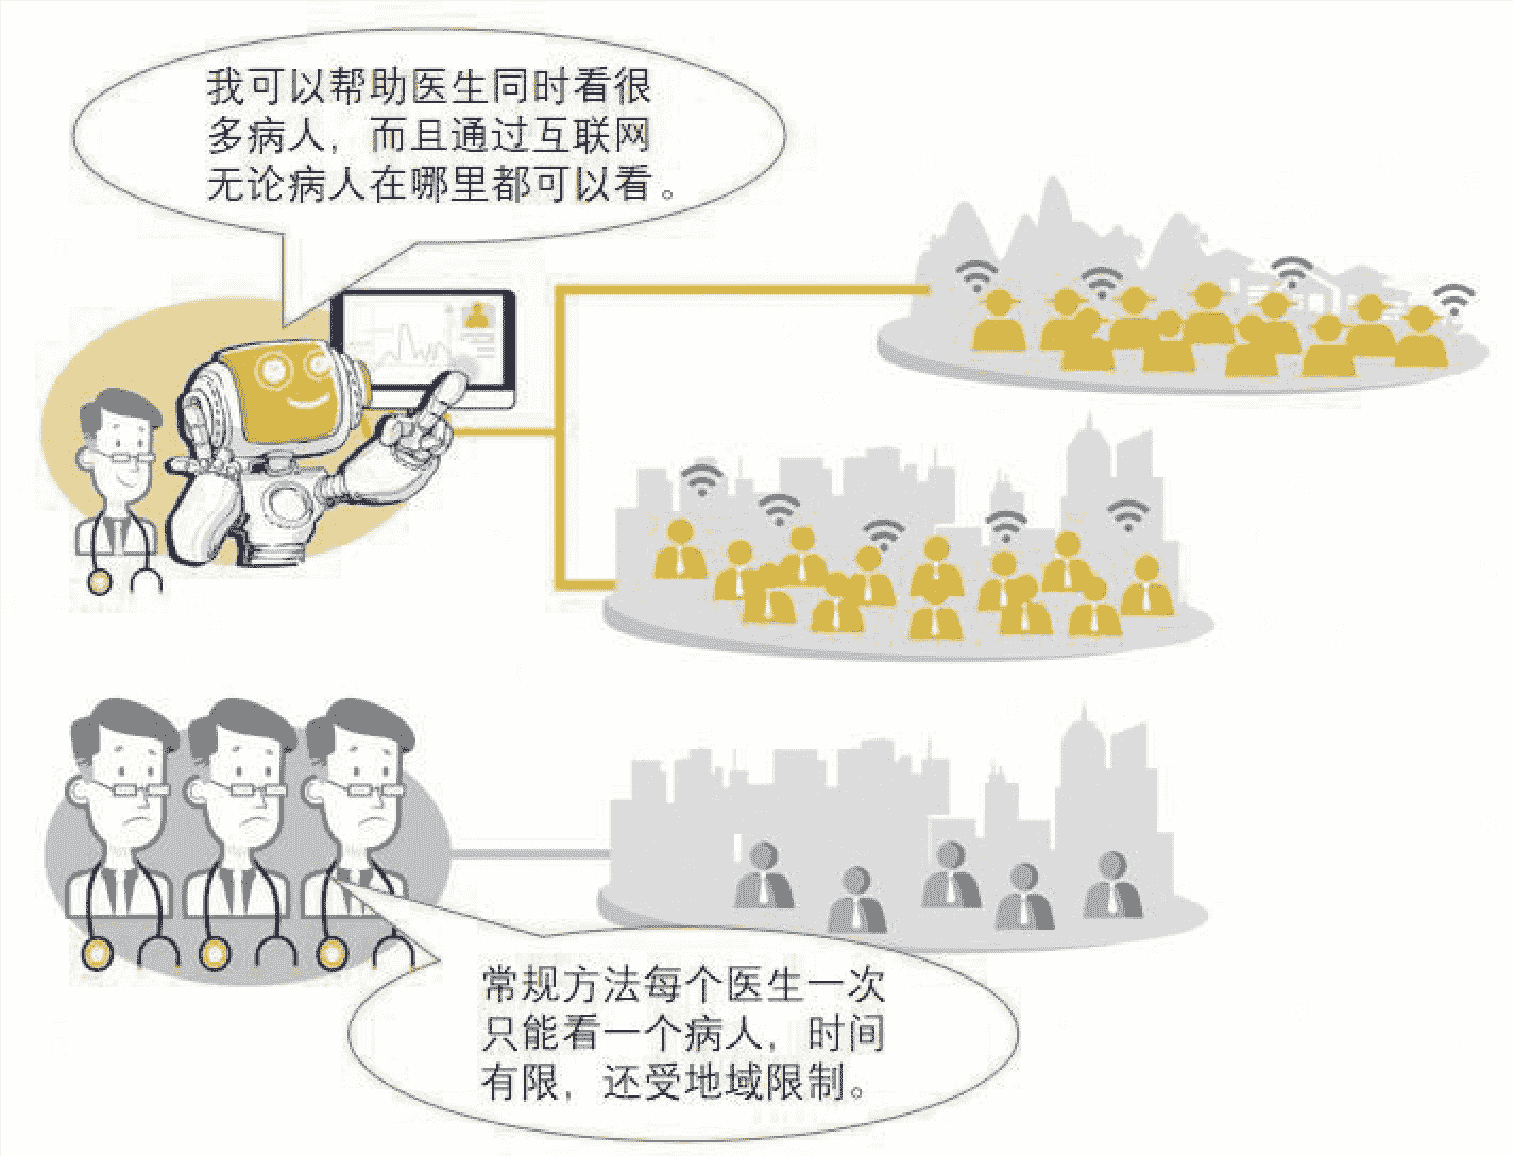 我可以帮助医生同时看很
多病人，而且通过互联网
无论病人在哪里都可以看。
常规方法每个医生一次
只能看一个病人，时间
有限，还受地域限制。